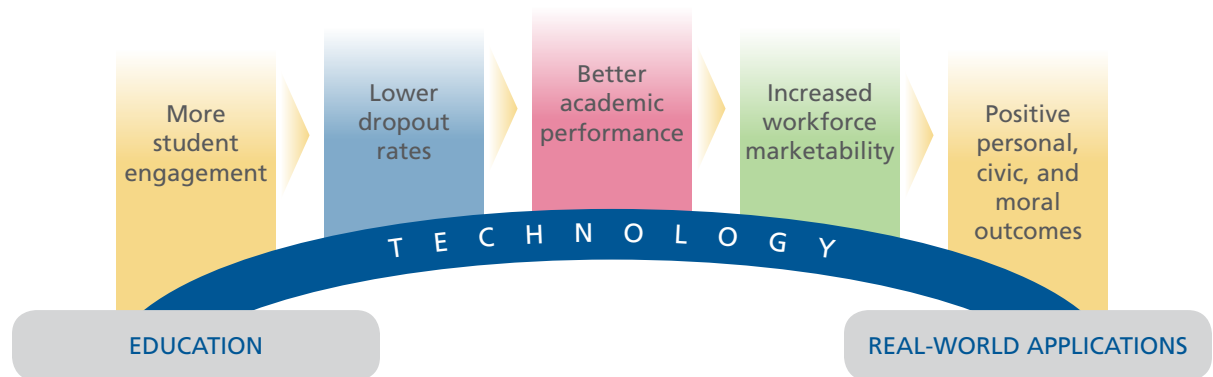 More
student
engagement
Lower
dropout
rates
Better
academic
performance
Increased
workforce
marketability
Positive
personal,
civic, and
moral
outcomes
TECHNOLOGY
EDUCATION
REAL-WORLD APPLICATIONS